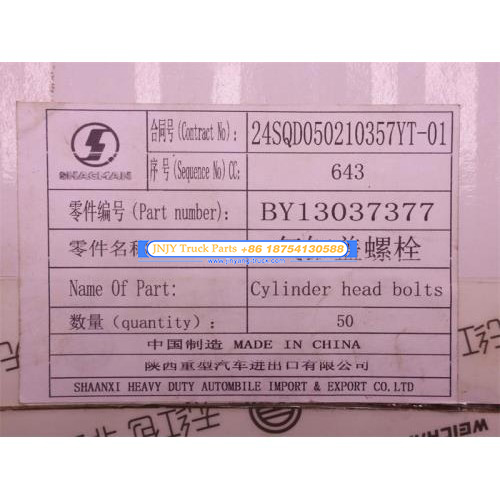 SHACMAN
合同号(Contract No): 24SQD050210357YT-01
序号(Sequence No)CC: 643
零件编号(Part number): BY13037377
零件名称 螺栓
JNJY Truck Parts +86 18754130588
www.jnhyangtruck.com
Name Of Part: Cylinder head bolts
数量(quantity): 50
中国制造 MADE IN CHINA
陕西重型汽车进出口有限公司
SHAANXI HEAVY DUTY AUTOMBILE IMPORT & EXPORT CO.LTD
WEICHAI